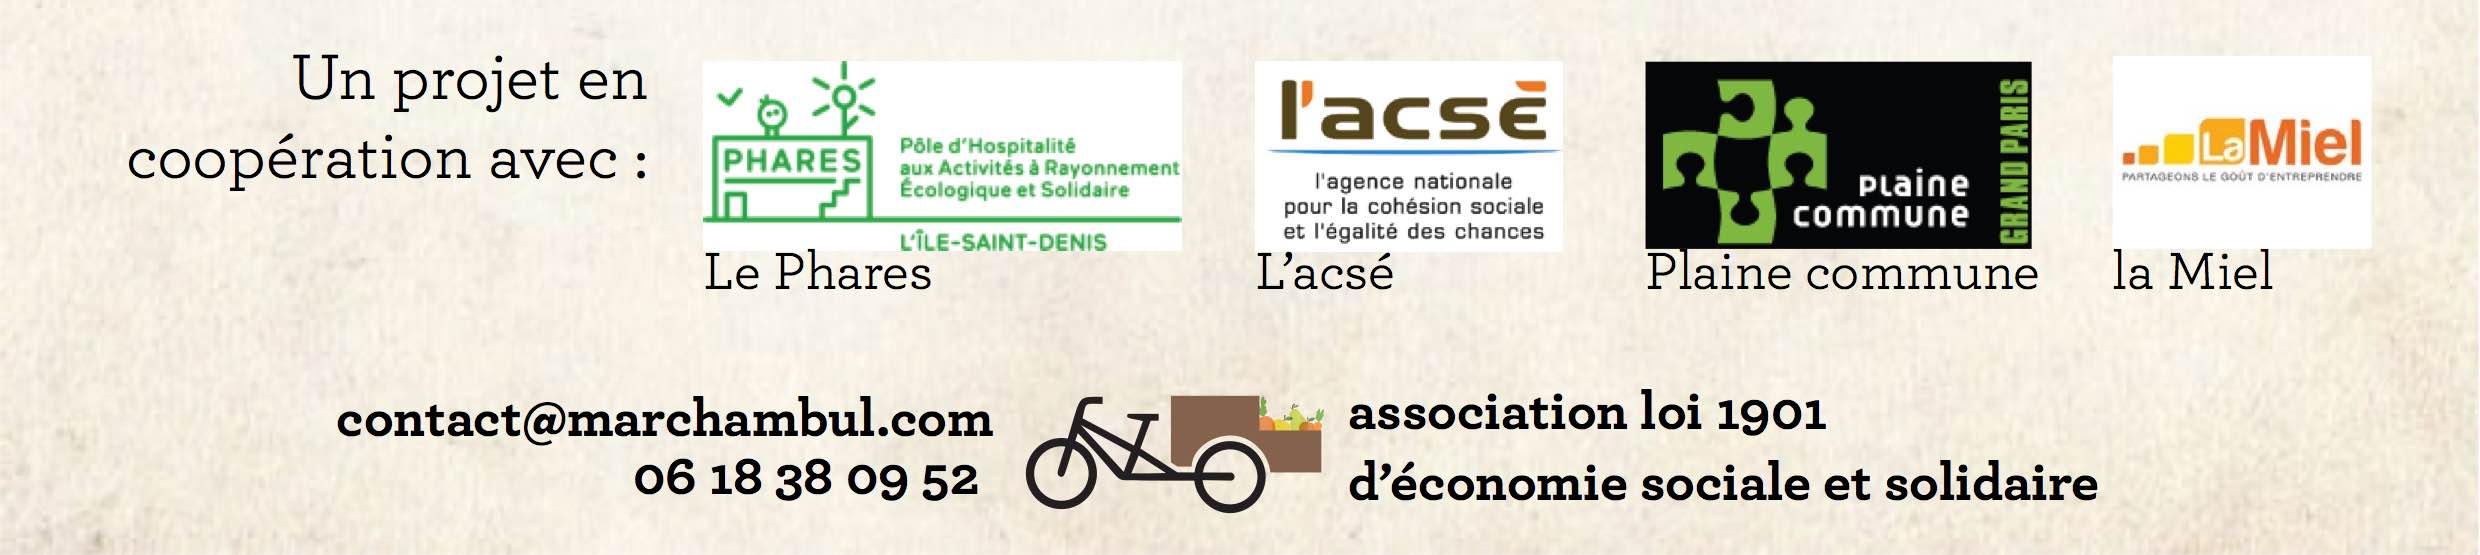 Un projet en
coopération avec :
PHARES
Pôle d'Hospitalité
aux Activités à Rayonnement
Écologique et Solidaire
L'ÎLE-SAINT-DENIS
Le Phares
l'acsé
l'agence nationale
pour la cohésion sociale
et l'égalité des chances
L'acsé
plaine
commune
GRAND PARIS
Plaine commune
La Miel
PARTAGEONS LE GOÛT D'ENTREPRENDRE
la Miel
contact@marchambul.com
06 18 38 09 52
association loi 1901
d'économie sociale et solidaire